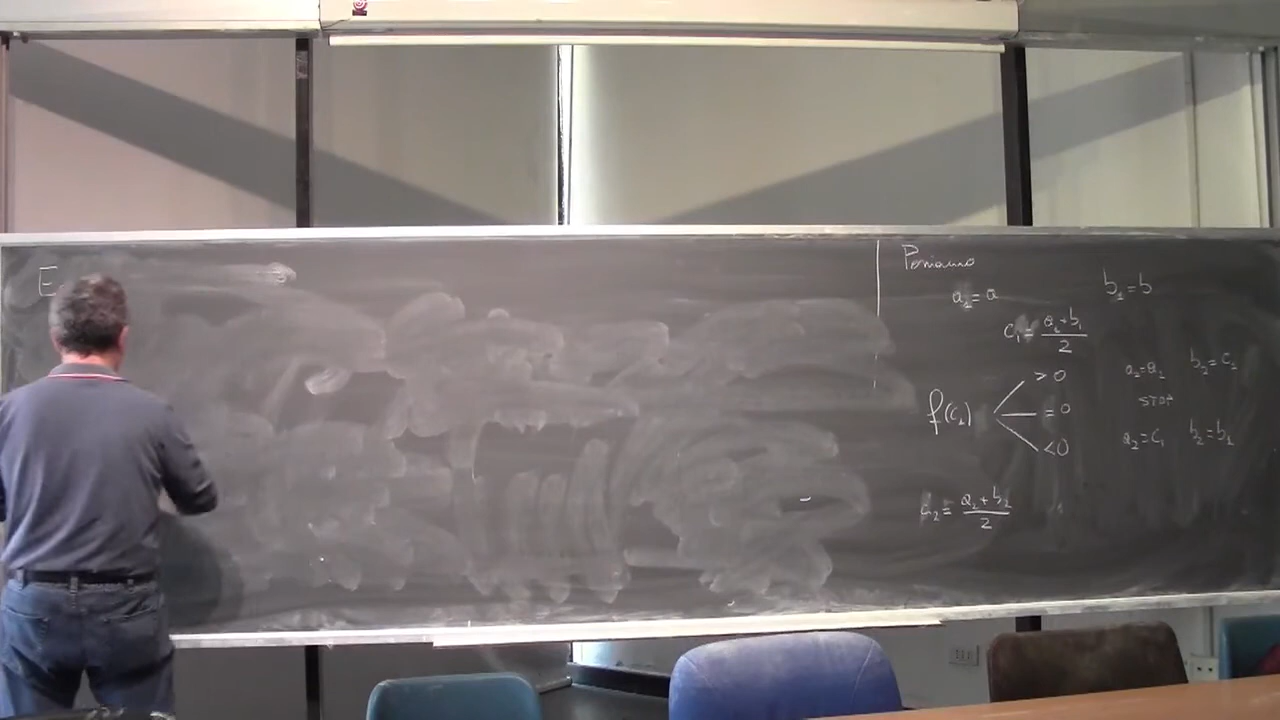 E
Poniamo
a₁ = a    b₁ = b
c₁ = (a₁ + b₁)/2
> 0    a₂ = a₁    b₂ = c₁
f(c₁)    = 0    STOP
< 0    a₂ = c₁    b₂ = b₁
c₂ = (a₂ + b₂)/2